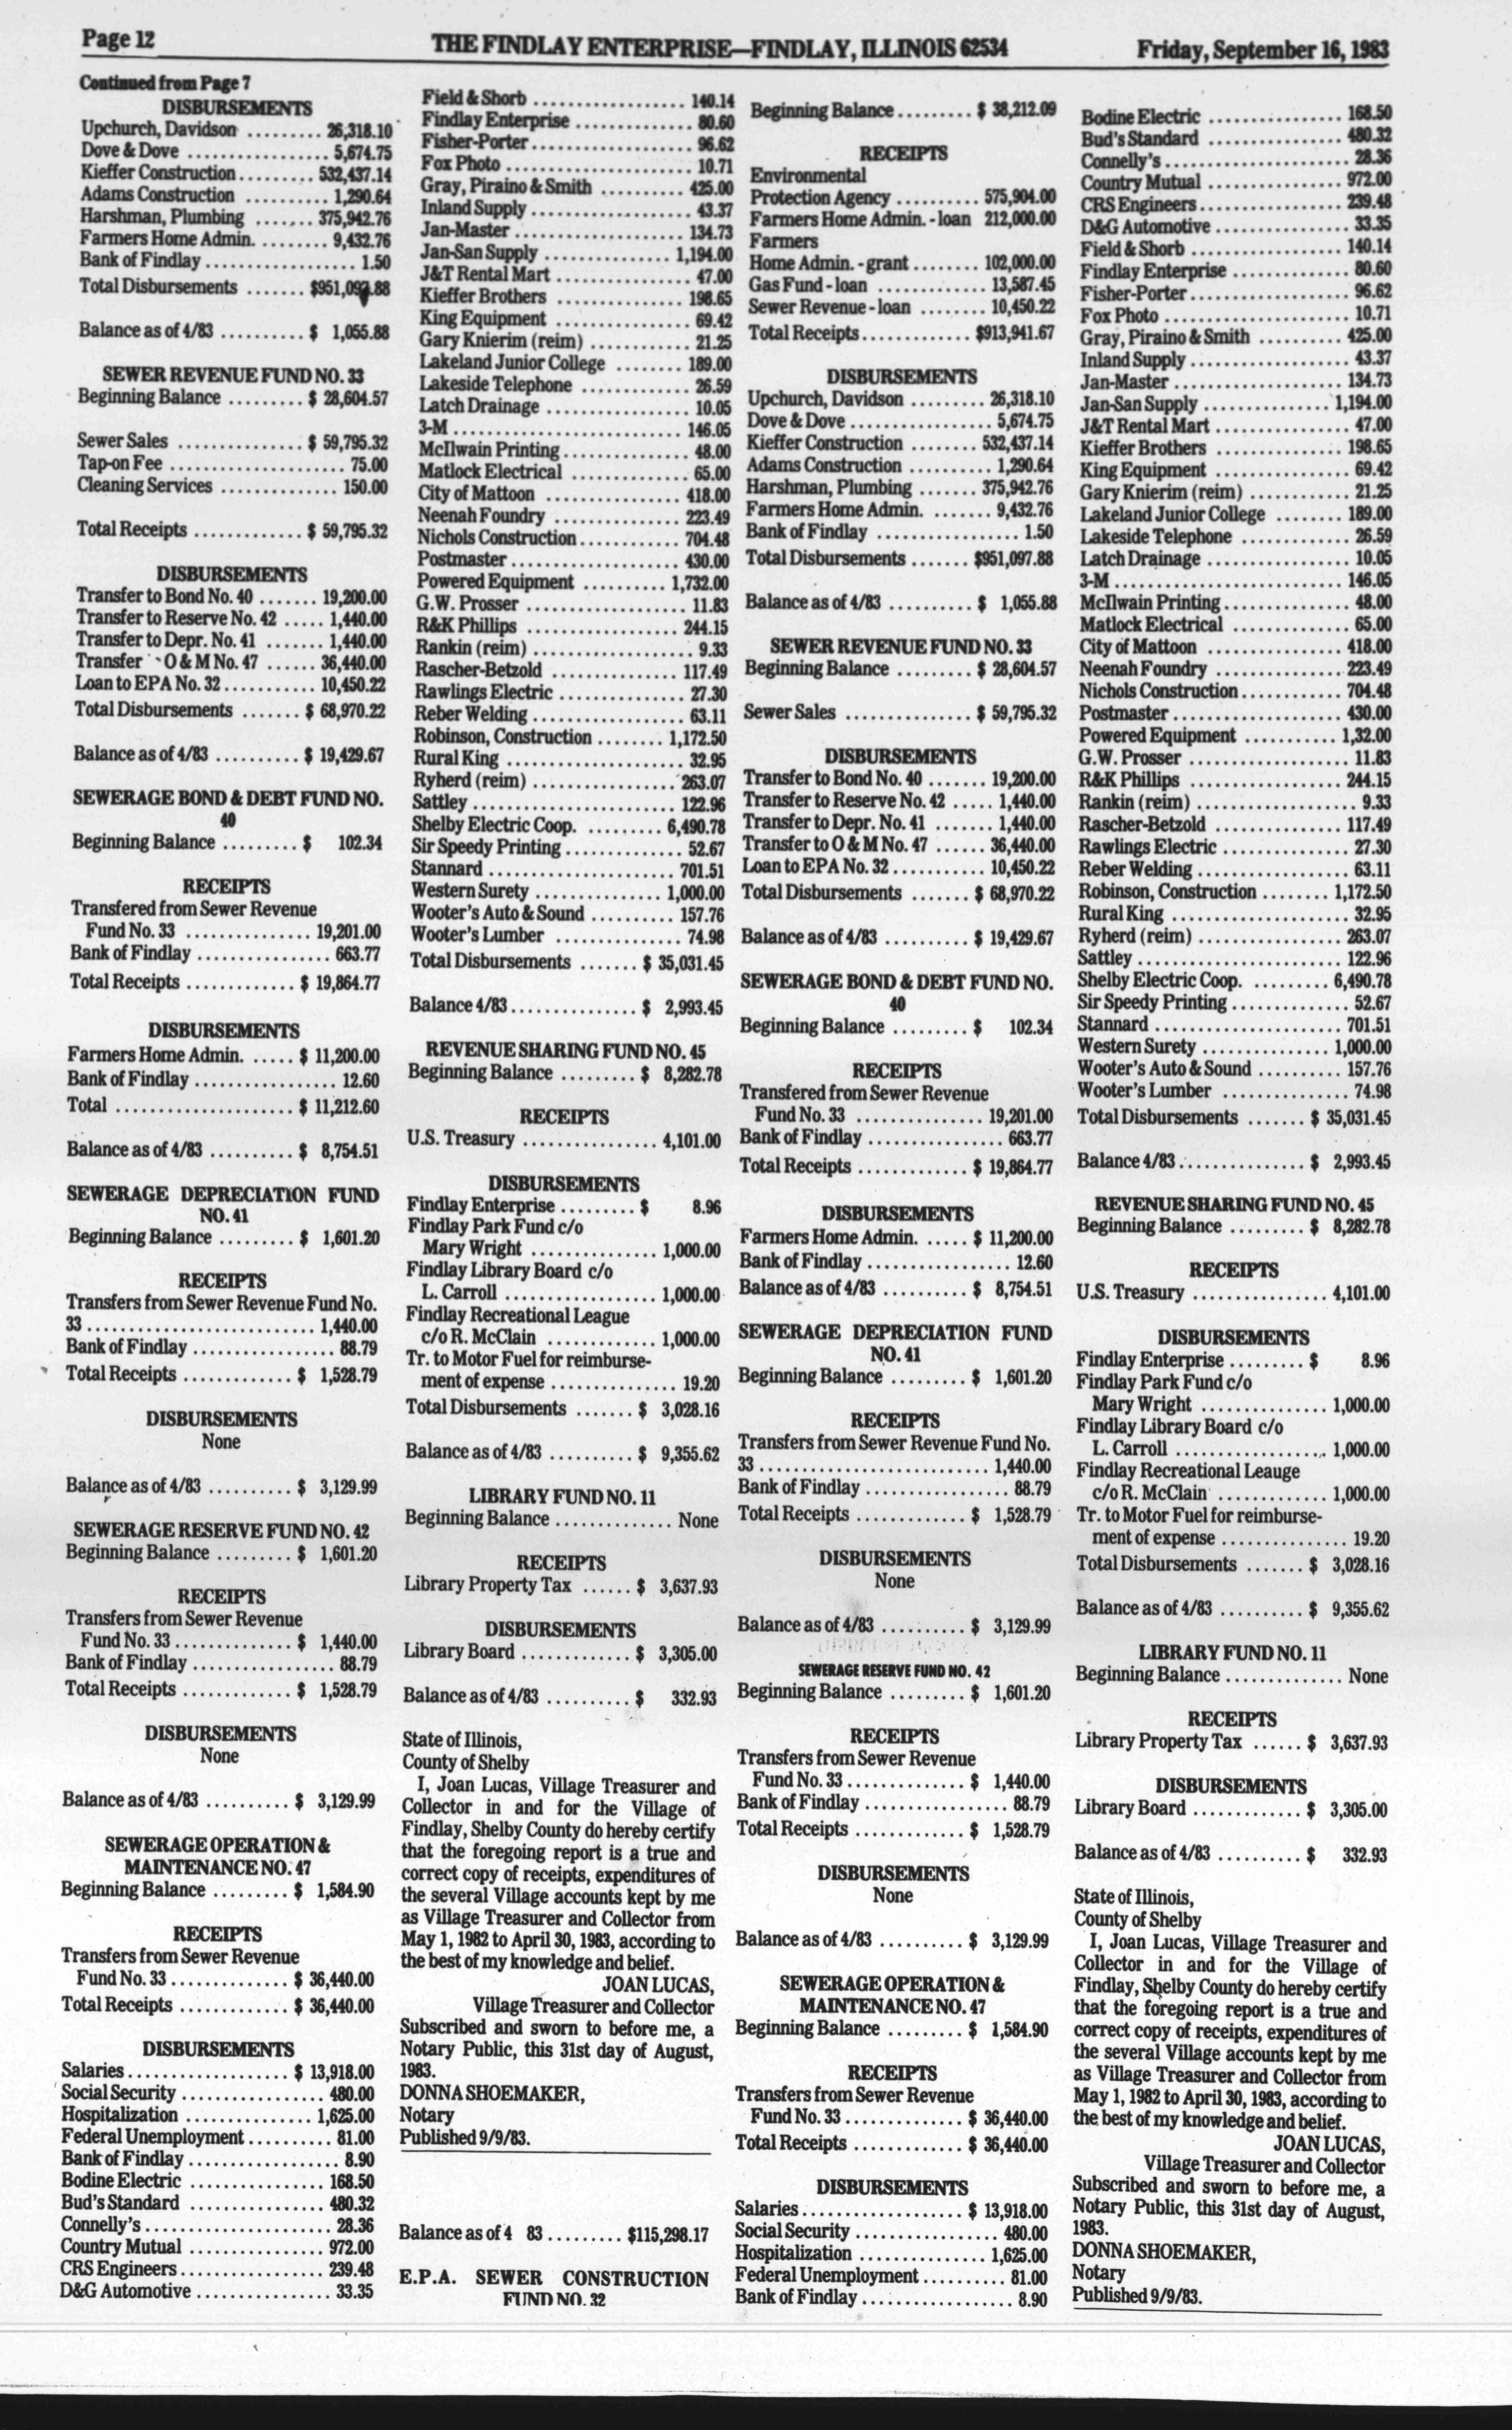 Page 12
THE FINDLAY ENTERPRISE—FINDLAY, ILLINOIS 62534
Friday, September 16, 1983
Continued from Page 7
DISBURSEMENTS
Upchurch, Davidson ......... 26,318.10
Dove & Dove ................ 5,674.75
Kieffer Construction ......... 532,437.14
Adams Construction .......... 1,290.64
Harshman, Plumbing ....... 375,942.76
Farmers Home Admin. ........ 9,432.76
Bank of Findlay .................. 1.50
Total Disbursements ....... $951,097.88
Balance as of 4/83 .......... $ 1,055.88
SEWER REVENUE FUND NO. 33
Beginning Balance ......... $ 28,604.57
Sewer Sales ............... $ 59,795.32
Tap-on Fee ..................... 75.00
Cleaning Services .............. 150.00
Total Receipts ............. $ 59,795.32
DISBURSEMENTS
Transfer to Bond No. 40 ....... 19,200.00
Transfer to Reserve No. 42 ..... 1,440.00
Transfer to Depr. No. 41 ....... 1,440.00
Transfer O & M No. 47 ...... 36,440.00
Loan to EPA No. 32 ........... 10,450.22
Total Disbursements ....... $ 68,970.22
Balance as of 4/83 .......... $ 19,429.67
SEWERAGE BOND & DEBT FUND NO.
40
Beginning Balance ......... $ 102.34
RECEIPTS
Transfered from Sewer Revenue
Fund No. 33 ............... 19,201.00
Bank of Findlay ................ 663.77
Total Receipts ............. $ 19,864.77
DISBURSEMENTS
Farmers Home Admin. ..... $ 11,200.00
Bank of Findlay ................. 12.60
Total ...................... $ 11,212.60
Balance as of 4/83 .......... $ 8,754.51
SEWERAGE DEPRECIATION FUND
NO. 41
Beginning Balance ......... $ 1,601.20
RECEIPTS
Transfers from Sewer Revenue Fund No.
33 ............................ 1,440.00
Bank of Findlay ................. 88.79
Total Receipts ............. $ 1,528.79
DISBURSEMENTS
None
Balance as of 4/83 .......... $ 3,129.99
SEWERAGE RESERVE FUND NO. 42
Beginning Balance ......... $ 1,601.20
RECEIPTS
Transfers from Sewer Revenue
Fund No. 33 .............. $ 1,440.00
Bank of Findlay ................. 88.79
Total Receipts ............. $ 1,528.79
DISBURSEMENTS
None
Balance as of 4/83 .......... $ 3,129.99
SEWERAGE OPERATION &
MAINTENANCE NO. 47
Beginning Balance ......... $ 1,584.90
RECEIPTS
Transfers from Sewer Revenue
Fund No. 33 .............. $ 36,440.00
Total Receipts ............. $ 36,440.00
DISBURSEMENTS
Salaries .................... $ 13,918.00
Social Security ................. 480.00
Hospitalization ............... 1,625.00
Federal Unemployment .......... 81.00
Bank of Findlay .................. 8.90
Bodine Electric ................ 168.50
Bud's Standard ................ 480.32
Connelly's ...................... 28.36
Country Mutual ................ 972.00
CRS Engineers .................. 239.48
D&G Automotive ................ 33.35
Field & Shorb .................. 140.14
Findlay Enterprise .............. 80.60
Fisher-Porter ................... 96.62
Fox Photo ...................... 10.71
Gray, Piraino & Smith .......... 425.00
Inland Supply ................... 43.37
Jan-Master .................... 134.73
Jan-San Supply ................ 1,194.00
J&T Rental Mart ................ 47.00
Kieffer Brothers ............... 198.65
King Equipment ................ 69.42
Gary Knierim (reim) ............ 21.25
Lakeland Junior College ........ 189.00
Lakeside Telephone ............. 26.59
Latch Drainage ................. 10.05
3-M ........................... 146.05
McIlwain Printing ............... 48.00
Matlock Electrical .............. 65.00
City of Mattoon ................ 418.00
Neenah Foundry ............... 223.49
Nichols Construction ............ 704.48
Postmaster .................... 430.00
Powered Equipment .......... 1,732.00
G.W. Prosser ................... 11.83
R&K Phillips .................. 244.15
Rankin (reim) ................... 9.33
Rascher-Betzold ............... 117.49
Rawlings Electric ............... 27.30
Reber Welding .................. 63.11
Robinson, Construction ........ 1,172.50
Rural King ..................... 32.95
Ryherd (reim) ................. 263.07
Sattley ........................ 122.96
Shelby Electric Coop. ......... 6,490.78
Sir Speedy Printing .............. 52.67
Stannard ...................... 701.51
Western Surety ............... 1,000.00
Wooter's Auto & Sound .......... 157.76
Wooter's Lumber ............... 74.98
Total Disbursements ....... $ 35,031.45
Balance 4/83 ............... $ 2,993.45
REVENUE SHARING FUND NO. 45
Beginning Balance ......... $ 8,282.78
RECEIPTS
U.S. Treasury ................ 4,101.00
DISBURSEMENTS
Findlay Enterprise ......... $ 8.96
Findlay Park Fund c/o
Mary Wright ............... 1,000.00
Findlay Library Board c/o
L. Carroll .................. 1,000.00
Findlay Recreational League
c/o R. McClain ............. 1,000.00
Tr. to Motor Fuel for reimburse-
ment of expense ............... 19.20
Total Disbursements ....... $ 3,028.16
Balance as of 4/83 .......... $ 9,355.62
LIBRARY FUND NO. 11
Beginning Balance .............. None
RECEIPTS
Library Property Tax ...... $ 3,637.93
DISBURSEMENTS
Library Board ............. $ 3,305.00
Balance as of 4/83 .......... $ 332.93
State of Illinois,
County of Shelby
I, Joan Lucas, Village Treasurer and
Collector in and for the Village of
Findlay, Shelby County do hereby certify
that the foregoing report is a true and
correct copy of receipts, expenditures of
the several Village accounts kept by me
as Village Treasurer and Collector from
May 1, 1982 to April 30, 1983, according to
the best of my knowledge and belief.
JOAN LUCAS,
Village Treasurer and Collector
Subscribed and sworn to before me, a
Notary Public, this 31st day of August,
1983.
DONNA SHOEMAKER,
Notary
Published 9/9/83.
Balance as of 4 83 ......... $115,298.17
E.P.A. SEWER CONSTRUCTION
FUND NO. 32
Beginning Balance ......... $ 38,212.09
RECEIPTS
Environmental
Protection Agency .......... 575,904.00
Farmers Home Admin. - loan 212,000.00
Farmers
Home Admin. - grant ........ 102,000.00
Gas Fund - loan ............. 13,587.45
Sewer Revenue - loan ........ 10,450.22
Total Receipts ............. $913,941.67
DISBURSEMENTS
Upchurch, Davidson ......... 26,318.10
Dove & Dove ................. 5,674.75
Kieffer Construction ......... 532,437.14
Adams Construction .......... 1,290.64
Harshman, Plumbing ....... 375,942.76
Farmers Home Admin. ....... 9,432.76
Bank of Findlay ................. 1.50
Total Disbursements ....... $951,097.88
Balance as of 4/83 .......... $ 1,055.88
SEWER REVENUE FUND NO. 33
Beginning Balance ......... $ 28,604.57
Sewer Sales ............... $ 59,795.32
DISBURSEMENTS
Transfer to Bond No. 40 ....... 19,200.00
Transfer to Reserve No. 42 ..... 1,440.00
Transfer to Depr. No. 41 ....... 1,440.00
Transfer to O & M No. 47 ...... 36,440.00
Loan to EPA No. 32 ............ 10,450.22
Total Disbursements ....... $ 68,970.22
Balance as of 4/83 .......... $ 19,429.67
SEWERAGE BOND & DEBT FUND NO.
40
Beginning Balance ......... $ 102.34
RECEIPTS
Transfered from Sewer Revenue
Fund No. 33 ............... 19,201.00
Bank of Findlay ................ 663.77
Total Receipts ............. $ 19,864.77
DISBURSEMENTS
Farmers Home Admin. ..... $ 11,200.00
Bank of Findlay ................. 12.60
Balance as of 4/83 .......... $ 8,754.51
SEWERAGE DEPRECIATION FUND
NO. 41
Beginning Balance ......... $ 1,601.20
RECEIPTS
Transfers from Sewer Revenue Fund No.
33 ............................ 1,440.00
Bank of Findlay ................. 88.79
Total Receipts ............. $ 1,528.79
DISBURSEMENTS
None
Balance as of 4/83 .......... $ 3,129.99
SEWERAGE RESERVE FUND NO. 42
Beginning Balance ......... $ 1,601.20
RECEIPTS
Transfers from Sewer Revenue
Fund No. 33 .............. $ 1,440.00
Bank of Findlay ................. 88.79
Total Receipts ............. $ 1,528.79
DISBURSEMENTS
None
Balance as of 4/83 .......... $ 3,129.99
SEWERAGE OPERATION &
MAINTENANCE NO. 47
Beginning Balance ......... $ 1,584.90
RECEIPTS
Transfers from Sewer Revenue
Fund No. 33 .............. $ 36,440.00
Total Receipts ............. $ 36,440.00
DISBURSEMENTS
Salaries .................... $ 13,918.00
Social Security ................. 480.00
Hospitalization ............... 1,625.00
Federal Unemployment .......... 81.00
Bank of Findlay .................. 8.90
Bodine Electric ................ 168.50
Bud's Standard ................ 480.32
Connelly's ...................... 28.36
Country Mutual ................ 972.00
CRS Engineers .................. 239.48
D&G Automotive ................ 33.35
Field & Shorb .................. 140.14
Findlay Enterprise .............. 80.60
Fisher-Porter ................... 96.62
Fox Photo ...................... 10.71
Gray, Piraino & Smith .......... 425.00
Inland Supply ................... 43.37
Jan-Master .................... 134.73
Jan-San Supply ................ 1,194.00
J&T Rental Mart ................ 47.00
Kieffer Brothers ............... 198.65
King Equipment ................ 69.42
Gary Knierim (reim) ............ 21.25
Lakeland Junior College ........ 189.00
Lakeside Telephone ............. 26.59
Latch Drainage ................. 10.05
3-M ........................... 146.05
McIlwain Printing ............... 48.00
Matlock Electrical .............. 65.00
City of Mattoon ................ 418.00
Neenah Foundry ............... 223.49
Nichols Construction ............ 704.48
Postmaster .................... 430.00
Powered Equipment ........... 1,32.00
G.W. Prosser ................... 11.83
R&K Phillips .................. 244.15
Rankin (reim) ................... 9.33
Rascher-Betzold ............... 117.49
Rawlings Electric ............... 27.30
Reber Welding .................. 63.11
Robinson, Construction ........ 1,172.50
Rural King ..................... 32.95
Ryherd (reim) ................. 263.07
Sattley ........................ 122.96
Shelby Electric Coop. ......... 6,490.78
Sir Speedy Printing .............. 52.67
Stannard ...................... 701.51
Western Surety ............... 1,000.00
Wooter's Auto & Sound .......... 157.76
Wooter's Lumber ............... 74.98
Total Disbursements ....... $ 35,031.45
Balance 4/83 ............... $ 2,993.45
REVENUE SHARING FUND NO. 45
Beginning Balance ......... $ 8,282.78
RECEIPTS
U.S. Treasury ................ 4,101.00
DISBURSEMENTS
Findlay Enterprise ......... $ 8.96
Findlay Park Fund c/o
Mary Wright ............... 1,000.00
Findlay Library Board c/o
L. Carroll .................. 1,000.00
Findlay Recreational Leauge
c/o R. McClain ............. 1,000.00
Tr. to Motor Fuel for reimburse-
ment of expense ............... 19.20
Total Disbursements ....... $ 3,028.16
Balance as of 4/83 .......... $ 9,355.62
LIBRARY FUND NO. 11
Beginning Balance .............. None
RECEIPTS
Library Property Tax ...... $ 3,637.93
DISBURSEMENTS
Library Board ............. $ 3,305.00
Balance as of 4/83 .......... $ 332.93
State of Illinois,
County of Shelby
I, Joan Lucas, Village Treasurer and
Collector in and for the Village of
Findlay, Shelby County do hereby certify
that the foregoing report is a true and
correct copy of receipts, expenditures of
the several Village accounts kept by me
as Village Treasurer and Collector from
May 1, 1982 to April 30, 1983, according to
the best of my knowledge and belief.
JOAN LUCAS,
Village Treasurer and Collector
Subscribed and sworn to before me, a
Notary Public, this 31st day of August,
1983.
DONNA SHOEMAKER,
Notary
Published 9/9/83.